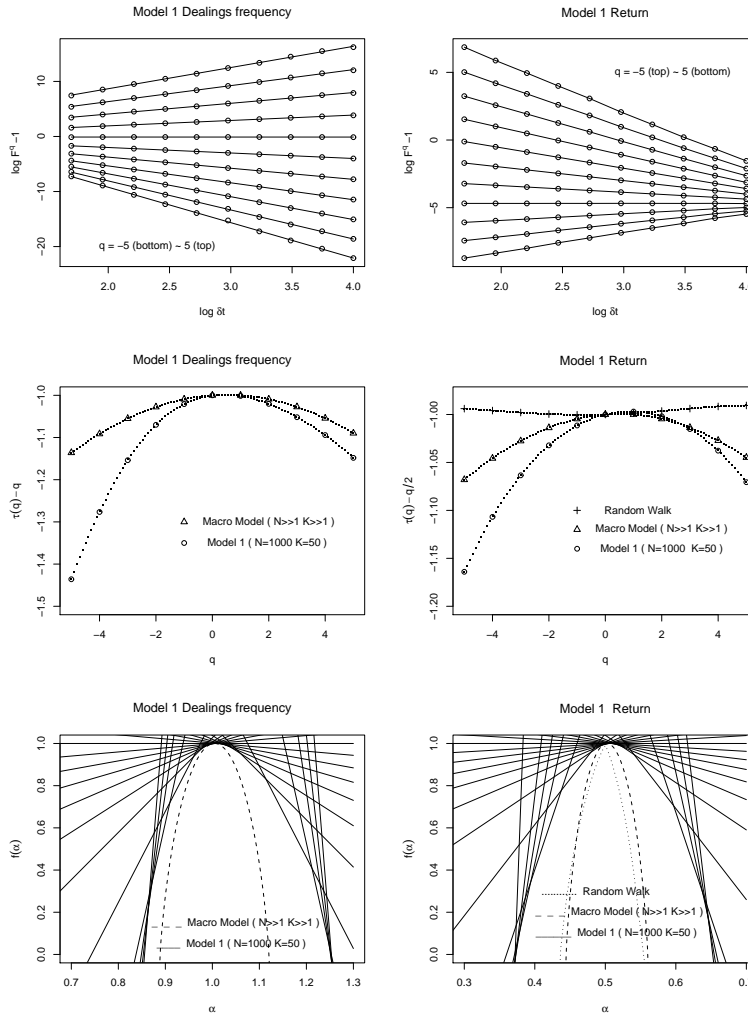 Model 1 Dealings frequency
log F^q −1
10
0
−10
−20
q = −5 (bottom) ~ 5 (top)
2.0 2.5 3.0 3.5 4.0
log δt
Model 1 Return
log F^q −1
5
0
−5
q = −5 (top) ~ 5 (bottom)
2.0 2.5 3.0 3.5 4.0
log δt
Model 1 Dealings frequency
τ(q) − q
−1.0
−1.1
−1.2
−1.3
−1.4
−1.5
Macro Model ( N>>1 K>>1 )
Model 1 ( N=1000 K=50 )
−4 −2 0 2 4
q
Model 1 Return
τ(q) − q/2
−1.00
−1.05
−1.10
−1.15
−1.20
Random Walk
Macro Model ( N>>1 K>>1 )
Model 1 ( N=1000 K=50 )
−4 −2 0 2 4
q
Model 1 Dealings frequency
f(α)
1.0
0.8
0.6
0.4
0.2
0.0
Macro Model ( N>>1 K>>1 )
Model 1 ( N=1000 K=50 )
0.7 0.8 0.9 1.0 1.1 1.2 1.3
α
Model 1 Return
f(α)
1.0
0.8
0.6
0.4
0.2
0.0
Random Walk
Macro Model ( N>>1 K>>1 )
Model 1 ( N=1000 K=50 )
0.3 0.4 0.5 0.6
α